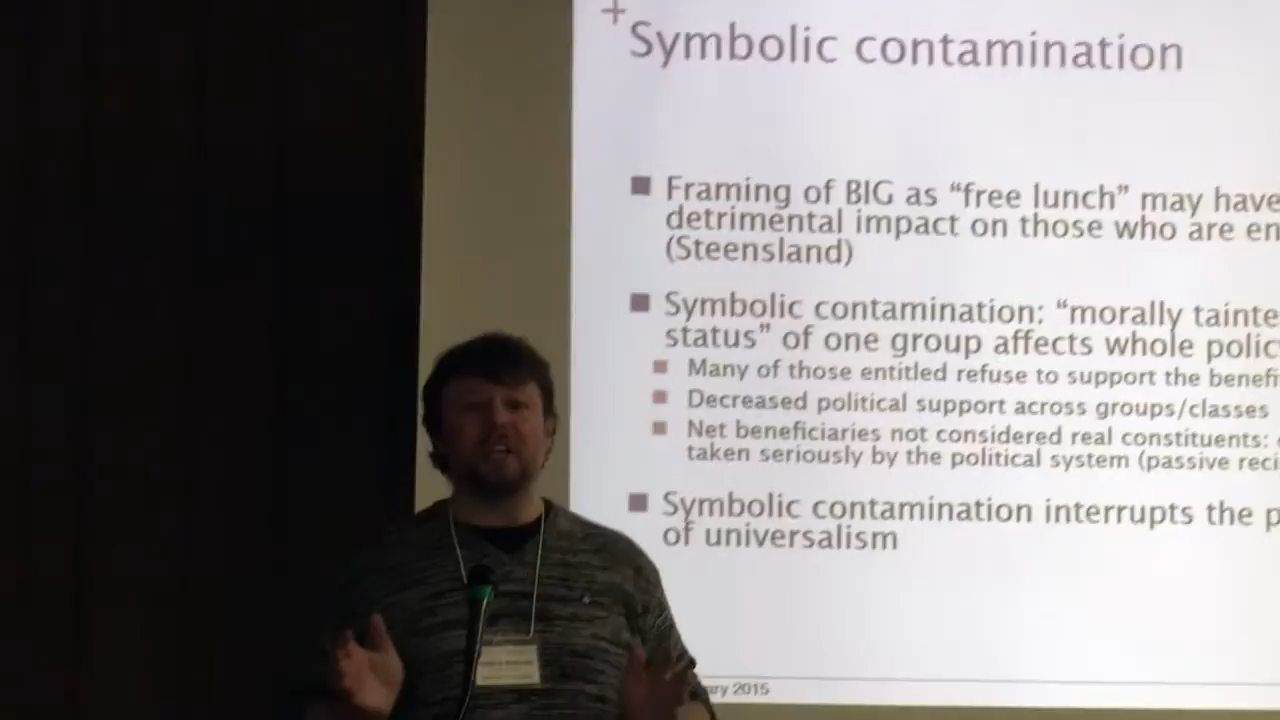 +
Symbolic contamination
Framing of BIG as “free lunch” may have
detrimental impact on those who are en
(Steensland)
Symbolic contamination: “morally tainte
status” of one group affects whole polic
Many of those entitled refuse to support the benefi
Decreased political support across groups/classes
Net beneficiaries not considered real constituents:
taken seriously by the political system (passive reci
Symbolic contamination interrupts the p
of universalism
ary 2015